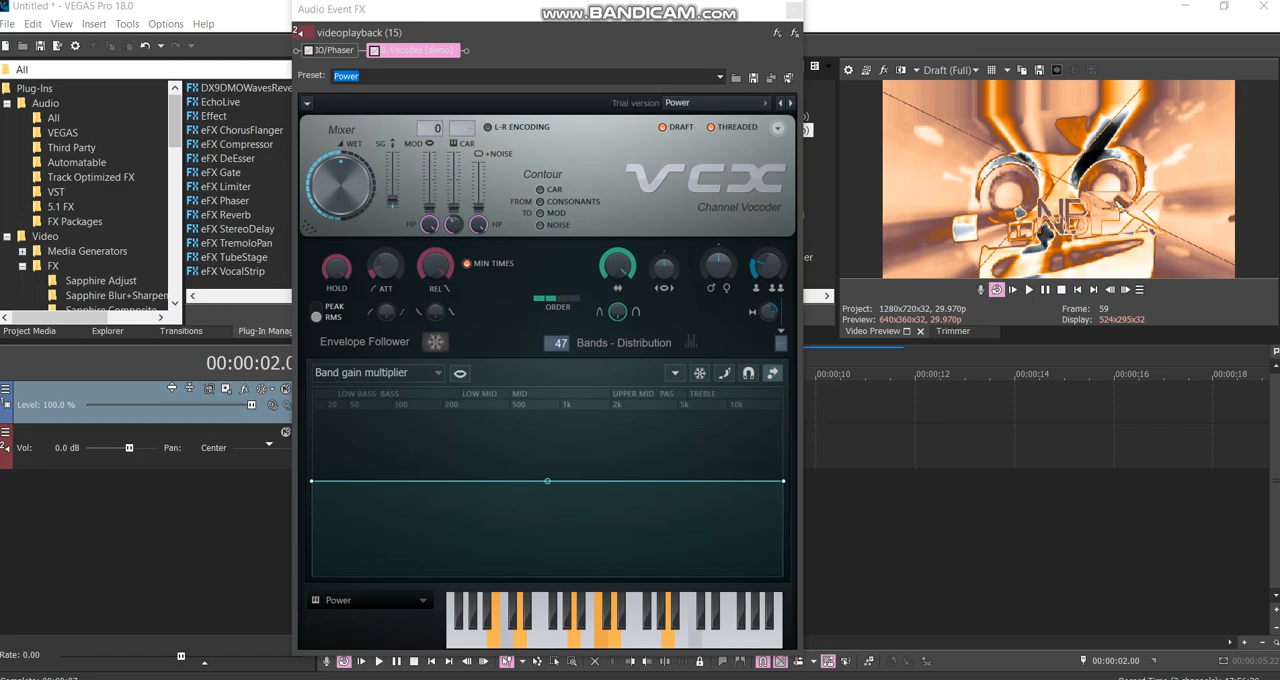 Untitled * - VEGAS Pro 18.0
Audio Event FX
www.BANDICAM.com
File Edit View Insert Tools Options Help
videoplayback (15)
IO/Phaser
IL Vocodex (demo)
All
Preset: Power
Draft (Full)
Plug-Ins
Audio
All
VEGAS
Third Party
Automatable
Track Optimized FX
VST
5.1 FX
FX Packages
Video
Media Generators
FX
Sapphire Adjust
Sapphire Blur+Sharpen
DX9DMOWavesReve
EchoLive
Effect
eFX ChorusFlanger
eFX Compressor
eFX DeEsser
eFX Gate
eFX Limiter
eFX Phaser
eFX Reverb
eFX StereoDelay
eFX TremoloPan
eFX TubeStage
eFX VocalStrip
Trial version Power
Mixer 0 L-R ENCODING DRAFT THREADED
WET SG MOD CAR
+NOISE
VCX
Contour
CAR
FROM CONSONANTS
TO MOD
NOISE
Channel Vocoder
HP HP
MIN TIMES
HOLD ATT REL
PEAK
RMS
ORDER
Envelope Follower
47 Bands - Distribution
Band gain multiplier
LOW BASS BASS LOW MID MID UPPER MID PAS TREBLE
20 50 100 200 500 1k 2k 5k 10k
Power
Project: 1280x720x32, 29.970p
Preview: 640x360x32, 29.970p
Frame: 59
Display: 524x295x32
Video Preview Trimmer
Project Media Explorer Transitions Plug-In Manag
00:00:02.0
00:00:10 00:00:12 00:00:14 00:00:16 00:00:18
Level: 100.0 %
Vol: 0.0 dB Pan: Center
Rate: 0.00
00:00:02.00
00:00:05.22